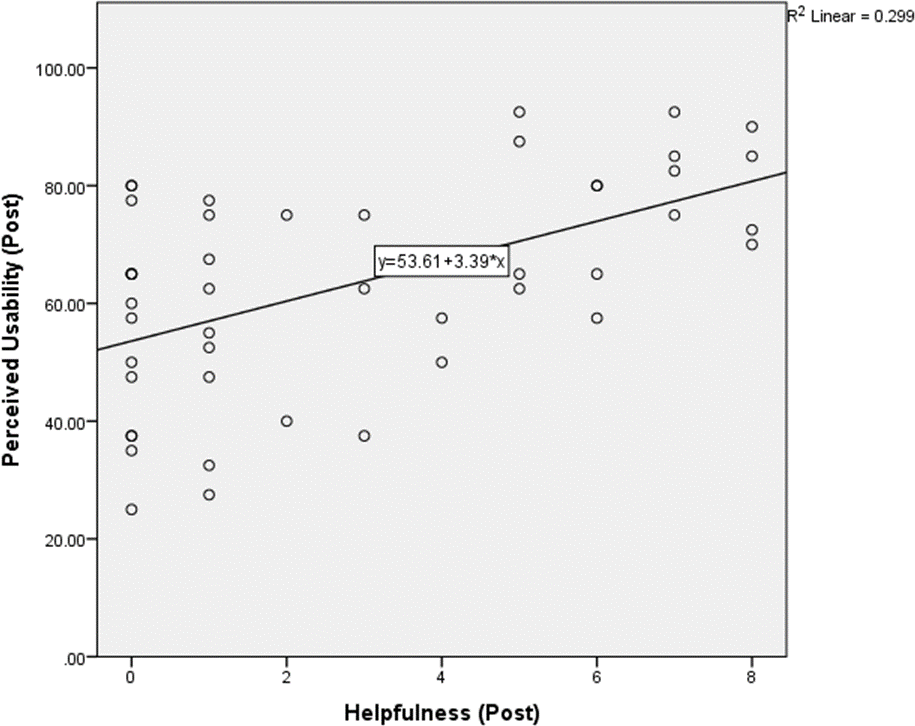 R² Linear = 0.299
100.00
80.00
60.00
40.00
20.00
.00
Perceived Usability (Post)
y=53.61+3.39*x
0 2 4 6 8
Helpfulness (Post)